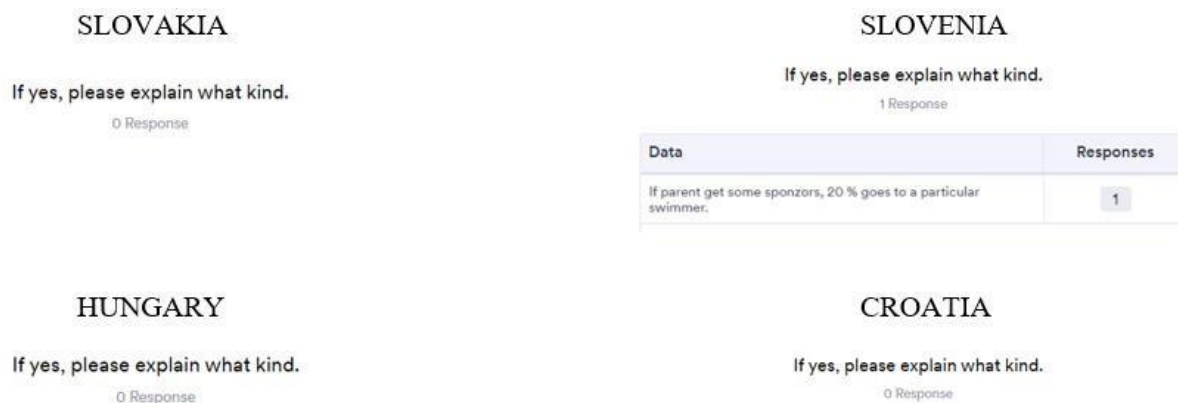 SLOVAKIA
If yes, please explain what kind.
0 Response
SLOVENIA
If yes, please explain what kind.
1 Response
Data Responses
If parent get some sponzors, 20 % goes to a particular
swimmer.
1
HUNGARY
If yes, please explain what kind.
0 Response
CROATIA
If yes, please explain what kind.
0 Response